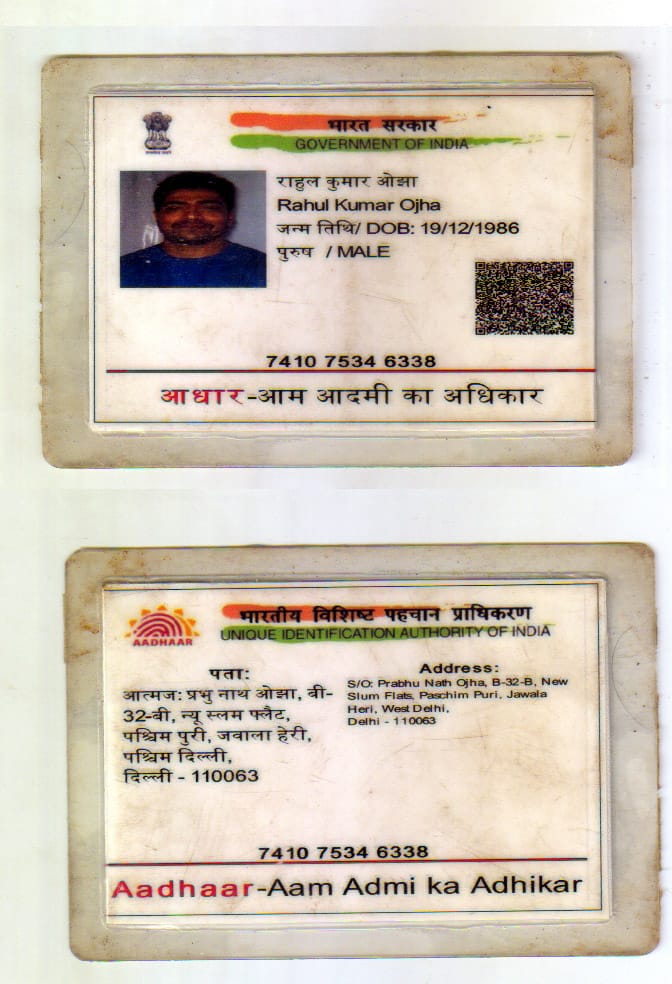 भारत सरकार
GOVERNMENT OF INDIA
राहुल कुमार ओझा
Rahul Kumar Ojha
जन्म तिथि/ DOB: 19/12/1986
पुरुष / MALE
7410 7534 6338
आधार-आम आदमी का अधिकार
भारतीय विशिष्ट पहचान प्राधिकरण
AADHAAR
UNIQUE IDENTIFICATION AUTHORITY OF INDIA
पता:
आत्मज: प्रभु नाथ ओझा, बी-
32-बी, न्यू स्लम फ्लैट,
पश्चिम पुरी, जवाला हेरी,
पश्चिम दिल्ली,
दिल्ली - 110063
Address:
S/O: Prabhu Nath Ojha, B-32-B, New
Slum Flats, Paschim Puri, Jawala
Heri, West Delhi,
Delhi - 110063
7410 7534 6338
Aadhaar-Aam Admi ka Adhikar